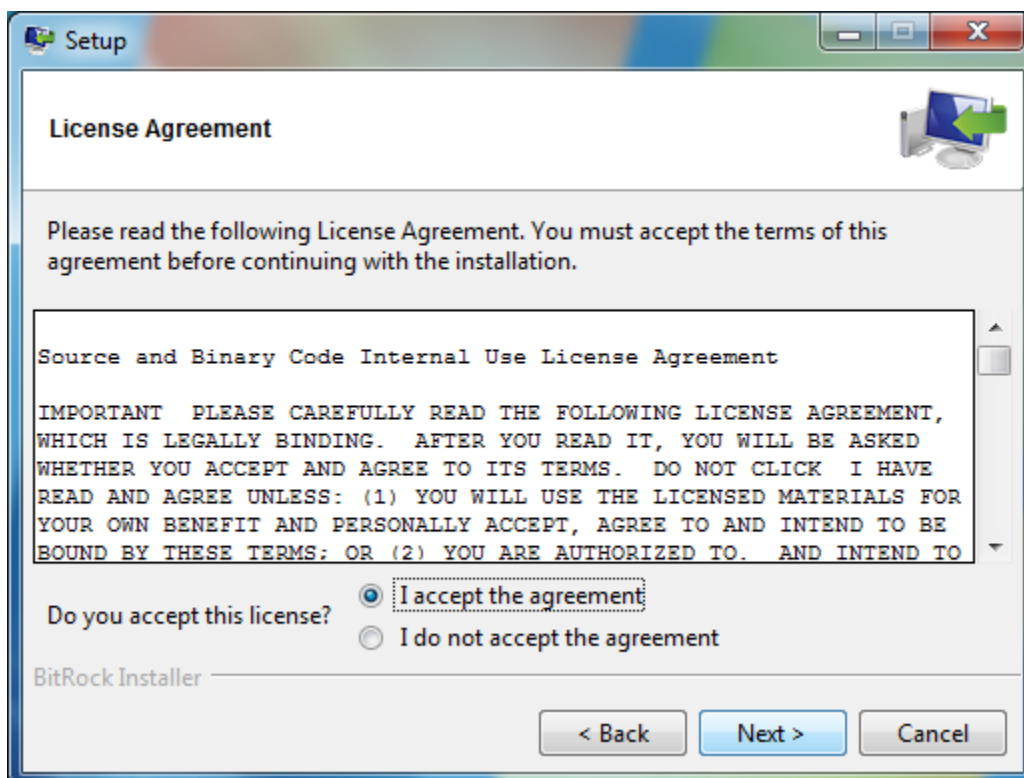 Setup
License Agreement
Please read the following License Agreement. You must accept the terms of this
agreement before continuing with the installation.
Source and Binary Code Internal Use License Agreement
IMPORTANT  PLEASE CAREFULLY READ THE FOLLOWING LICENSE AGREEMENT,
WHICH IS LEGALLY BINDING.  AFTER YOU READ IT, YOU WILL BE ASKED
WHETHER YOU ACCEPT AND AGREE TO ITS TERMS.  DO NOT CLICK  I HAVE
READ AND AGREE UNLESS: (1) YOU WILL USE THE LICENSED MATERIALS FOR
YOUR OWN BENEFIT AND PERSONALLY ACCEPT, AGREE TO AND INTEND TO BE
BOUND BY THESE TERMS; OR (2) YOU ARE AUTHORIZED TO.  AND INTEND TO
Do you accept this license?
I accept the agreement
I do not accept the agreement
BitRock Installer
< Back
Next >
Cancel